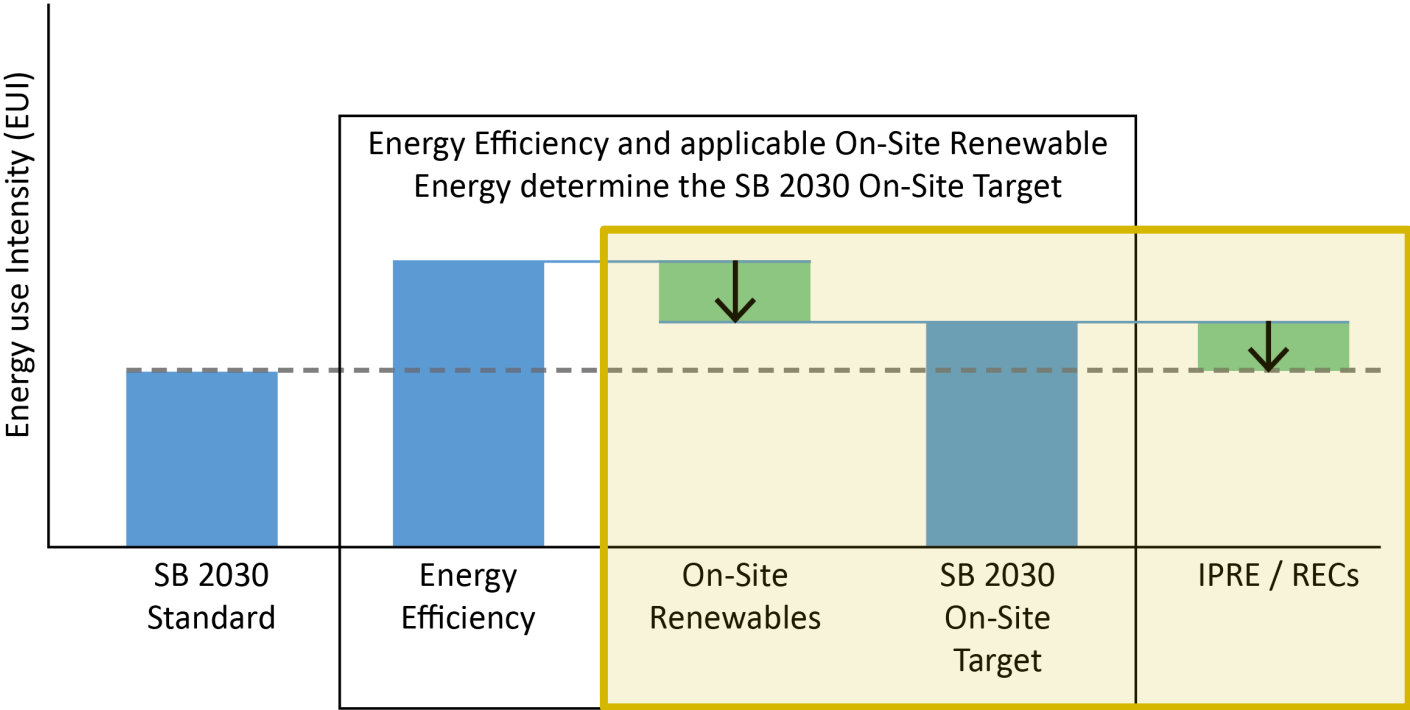 Energy use Intensity (EUI)
Energy Efficiency and applicable On-Site Renewable
Energy determine the SB 2030 On-Site Target
SB 2030
Standard
Energy
Efficiency
On-Site
Renewables
SB 2030
On-Site
Target
IPRE / RECs